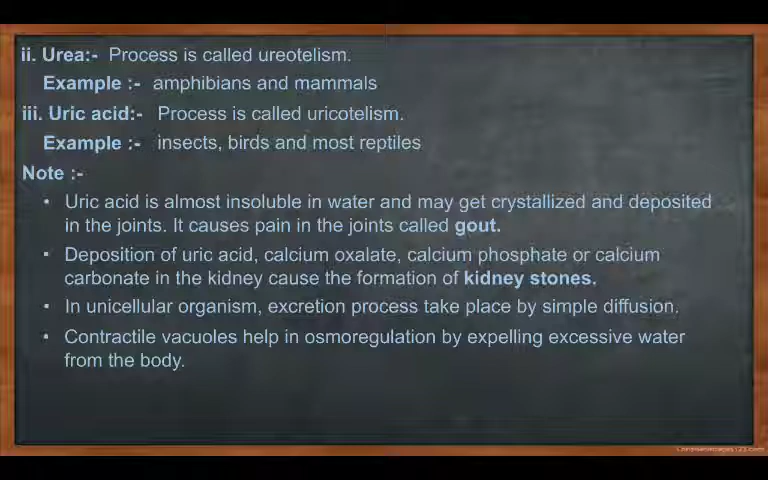 ii. Urea:- Process is called ureotelism.
Example :- amphibians and mammals
iii. Uric acid:- Process is called uricotelism.
Example :- insects, birds and most reptiles
Note :-
• Uric acid is almost insoluble in water and may get crystallized and deposited
in the joints. It causes pain in the joints called gout.
• Deposition of uric acid, calcium oxalate, calcium phosphate or calcium
carbonate in the kidney cause the formation of kidney stones.
• In unicellular organism, excretion process take place by simple diffusion.
• Contractile vacuoles help in osmoregulation by expelling excessive water
from the body.